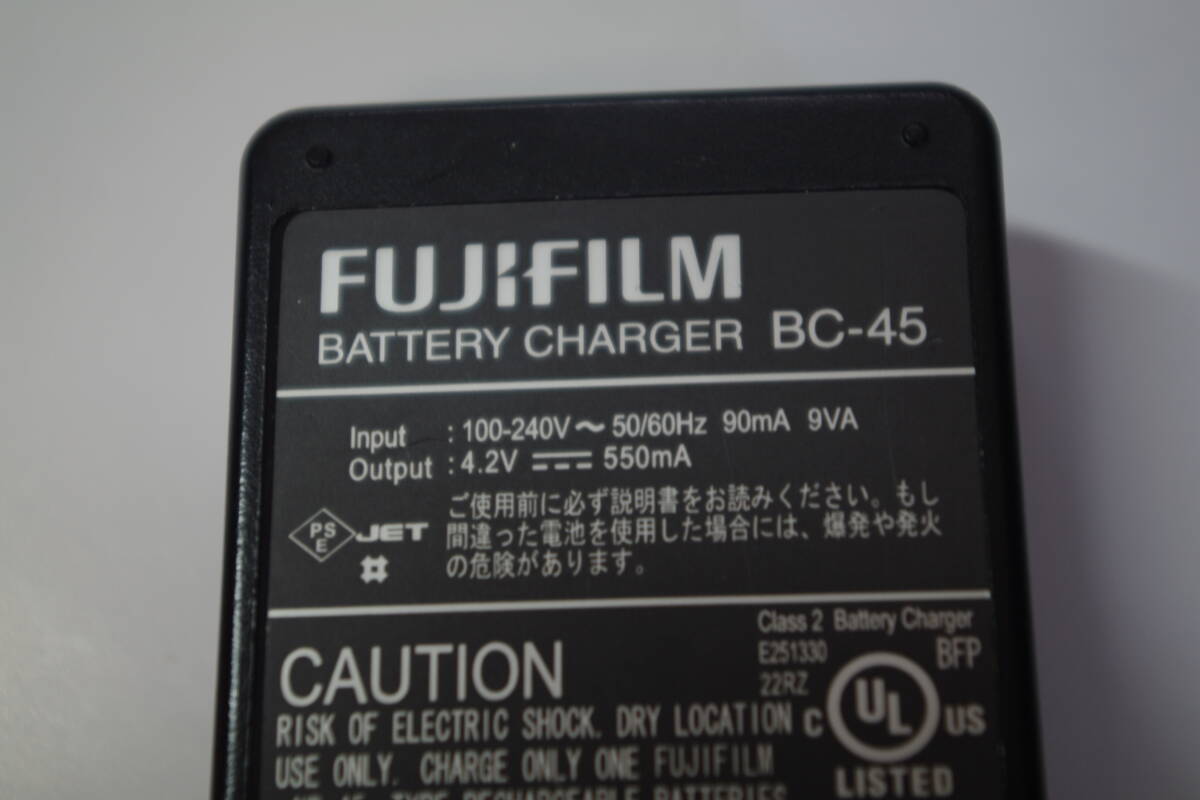 FUJIFILM
BATTERY CHARGER BC-45
Input : 100-240V～50/60Hz 90mA 9VA
Output : 4.2V ⎓ 550mA
PS
E
JET
ご使用前に必ず説明書をお読みください。もし
間違った電池を使用した場合には、爆発や発火
の危険があります。
Class 2 Battery Charger
E251330
22RZ
BFP
C UL US
LISTED
CAUTION
RISK OF ELECTRIC SHOCK. DRY LOCATION
USE ONLY. CHARGE ONLY ONE FUJIFILM
TYPE RECHARGEABLE BATTERIES